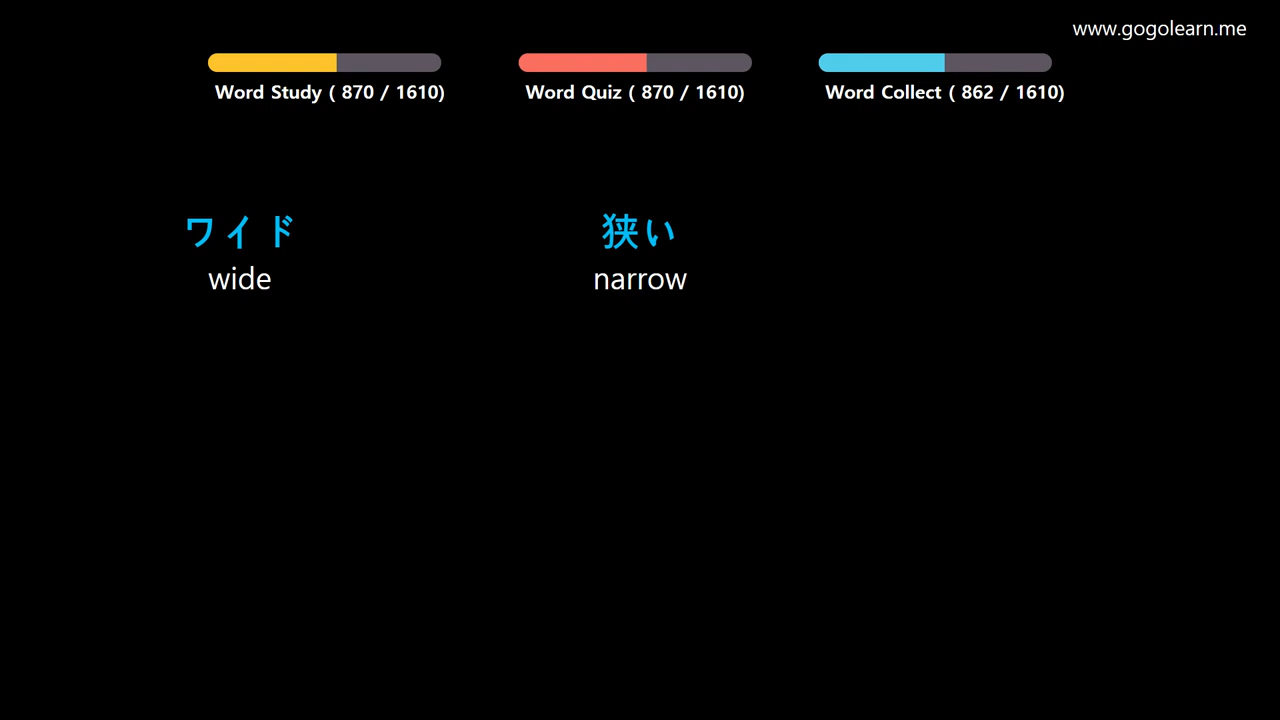 www.gogolearn.me
Word Study ( 870 / 1610)
Word Quiz ( 870 / 1610)
Word Collect ( 862 / 1610)
ワイド
wide
狭い
narrow